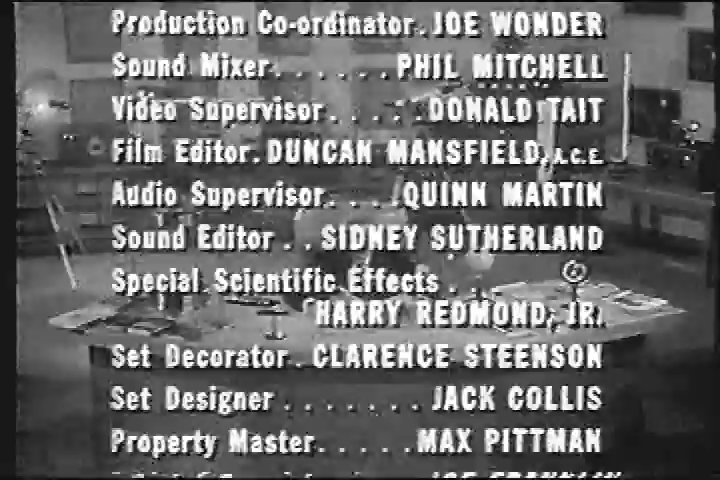 Production Co-ordinator. JOE WONDER
Sound Mixer. . . . . . PHIL MITCHELL
Video Supervisor. . . . . DONALD TAIT
Film Editor. DUNCAN MANSFIELD, A.C.E.
Audio Supervisor. . . . QUINN MARTIN
Sound Editor . . SIDNEY SUTHERLAND
Special Scientific Effects . .
HARRY REDMOND, JR.
Set Decorator. CLARENCE STEENSON
Set Designer . . . . . . . JACK COLLIS
Property Master. . . . . MAX PITTMAN
JOE FRANKLIN